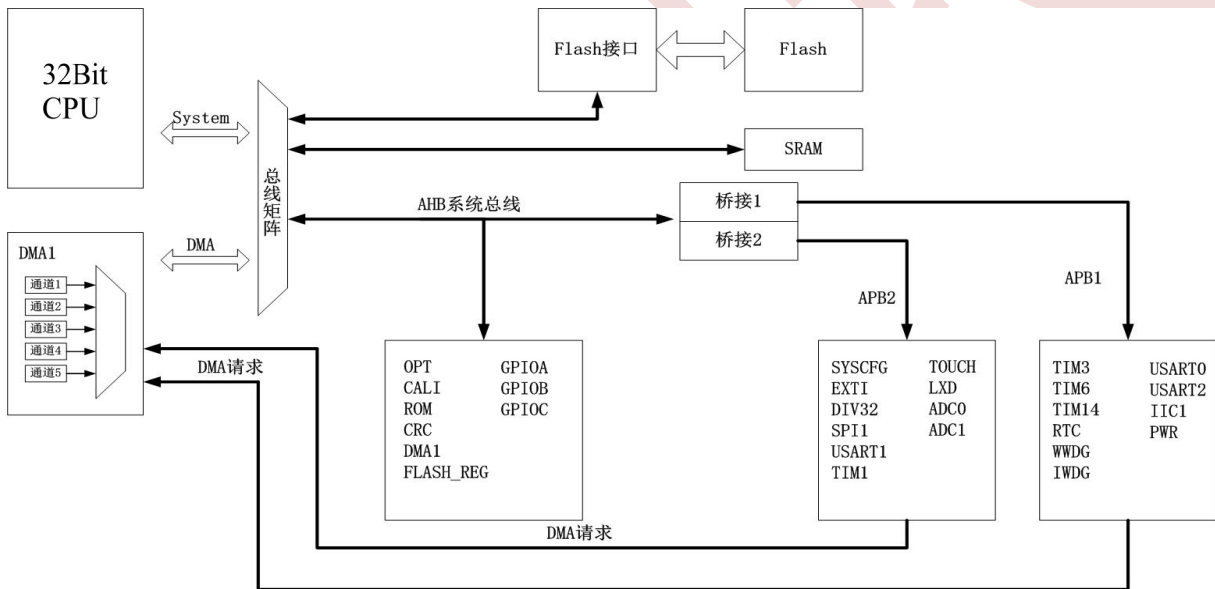 32Bit
CPU
System
总线矩阵
Flash接口
Flash
SRAM
AHB系统总线
桥接1
桥接2
DMA1
DMA
通道1
通道2
通道3
通道4
通道5
DMA请求
APB2
APB1
OPT GPIOA
CALI GPIOB
ROM GPIOC
CRC
DMA1
FLASH_REG
SYSCFG TOUCH
EXTI LXD
DIV32 ADC0
SPI1 ADC1
USART1
TIM1
TIM3 USART0
TIM6 USART2
TIM14 IIC1
RTC PWR
WWDG
IWDG
DMA请求